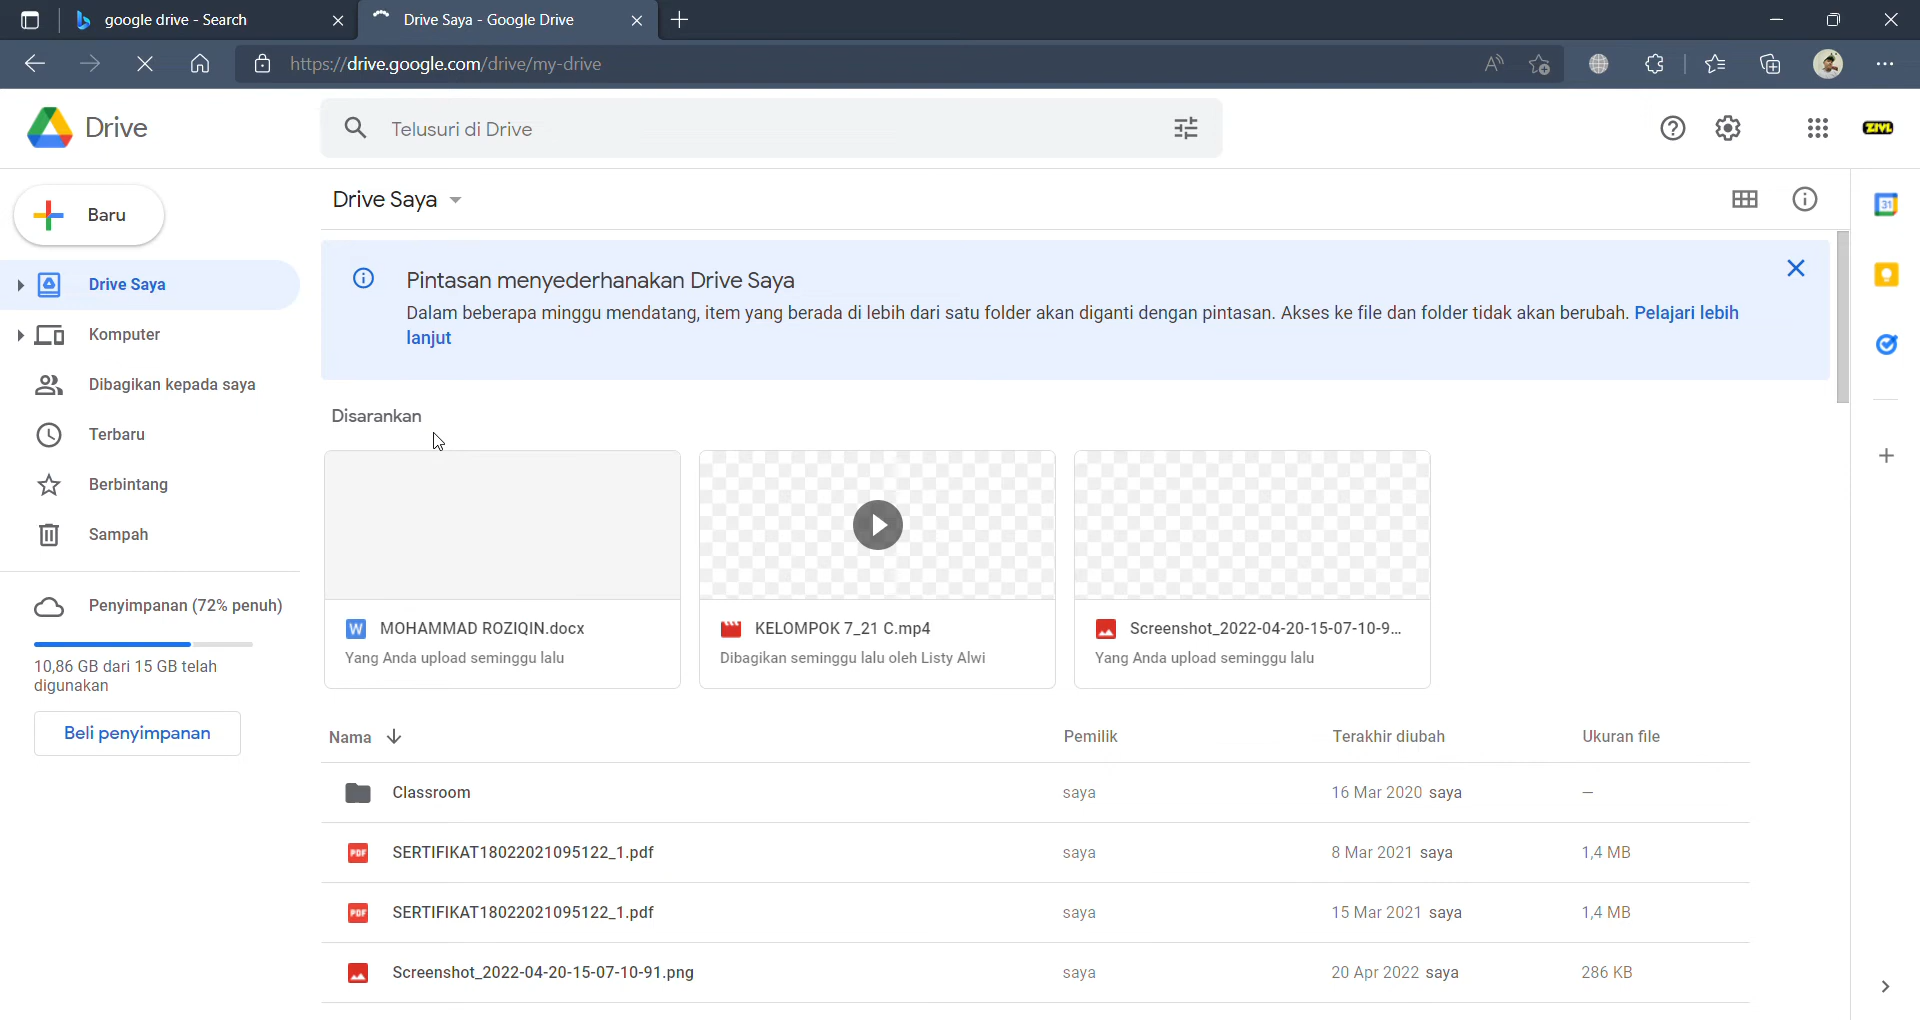 google drive - Search
Drive Saya - Google Drive
https://drive.google.com/drive/my-drive
Drive
Telusuri di Drive
ZIVL
Baru
Drive Saya
Komputer
Dibagikan kepada saya
Terbaru
Berbintang
Sampah
Penyimpanan (72% penuh)
10,86 GB dari 15 GB telah
digunakan
Beli penyimpanan
Drive Saya
Pintasan menyederhanakan Drive Saya
Dalam beberapa minggu mendatang, item yang berada di lebih dari satu folder akan diganti dengan pintasan. Akses ke file dan folder tidak akan berubah. Pelajari lebih
lanjut
Disarankan
W MOHAMMAD ROZIQIN.docx
Yang Anda upload seminggu lalu
KELOMPOK 7_21 C.mp4
Dibagikan seminggu lalu oleh Listy Alwi
Screenshot_2022-04-20-15-07-10-9...
Yang Anda upload seminggu lalu
Nama Pemilik Terakhir diubah Ukuran file
Classroom saya 16 Mar 2020 saya —
PDF SERTIFIKAT18022021095122_1.pdf saya 8 Mar 2021 saya 1,4 MB
PDF SERTIFIKAT18022021095122_1.pdf saya 15 Mar 2021 saya 1,4 MB
Screenshot_2022-04-20-15-07-10-91.png saya 20 Apr 2022 saya 286 KB
31